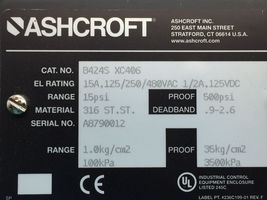 ASHCROFT
ASHCROFT INC.
250 EAST MAIN STREET
STRATFORD, CT 06614 U.S.A.
CAT. NO. B424S XC406
EL RATING 15A,125/250/480VAC 1/2A,125VDC
RANGE 15psi PROOF 500psi
MATERIAL 316 ST.ST. DEADBAND .9-2.6
SERIAL A8790012
RANGE 1.0kg/cm2 PROOF 35kg/cm2
100kPa 3500kPa
UL
INDUSTRIAL CONTROL
EQUIPMENT ENCLOSURE
LISTED 245C
LABEL PT. #236C199-01 REV. F